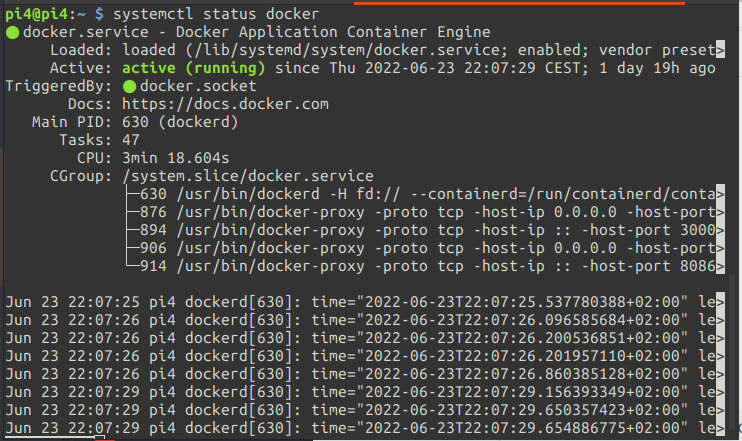 pi4@pi4:~ $ systemctl status docker
● docker.service - Docker Application Container Engine
     Loaded: loaded (/lib/systemd/system/docker.service; enabled; vendor preset>
     Active: active (running) since Thu 2022-06-23 22:07:29 CEST; 1 day 19h ago
TriggeredBy: ● docker.socket
       Docs: https://docs.docker.com
   Main PID: 630 (dockerd)
      Tasks: 47
        CPU: 3min 18.604s
     CGroup: /system.slice/docker.service
             ├─630 /usr/bin/dockerd -H fd:// --containerd=/run/containerd/conta>
             ├─876 /usr/bin/docker-proxy -proto tcp -host-ip 0.0.0.0 -host-port>
             ├─894 /usr/bin/docker-proxy -proto tcp -host-ip :: -host-port 3000>
             ├─906 /usr/bin/docker-proxy -proto tcp -host-ip 0.0.0.0 -host-port>
             └─914 /usr/bin/docker-proxy -proto tcp -host-ip :: -host-port 8086>

Jun 23 22:07:25 pi4 dockerd[630]: time="2022-06-23T22:07:25.537780388+02:00" le>
Jun 23 22:07:26 pi4 dockerd[630]: time="2022-06-23T22:07:26.096585684+02:00" le>
Jun 23 22:07:26 pi4 dockerd[630]: time="2022-06-23T22:07:26.200536851+02:00" le>
Jun 23 22:07:26 pi4 dockerd[630]: time="2022-06-23T22:07:26.201957110+02:00" le>
Jun 23 22:07:26 pi4 dockerd[630]: time="2022-06-23T22:07:26.860385128+02:00" le>
Jun 23 22:07:29 pi4 dockerd[630]: time="2022-06-23T22:07:29.156393349+02:00" le>
Jun 23 22:07:29 pi4 dockerd[630]: time="2022-06-23T22:07:29.650357423+02:00" le>
Jun 23 22:07:29 pi4 dockerd[630]: time="2022-06-23T22:07:29.654886775+02:00" le>